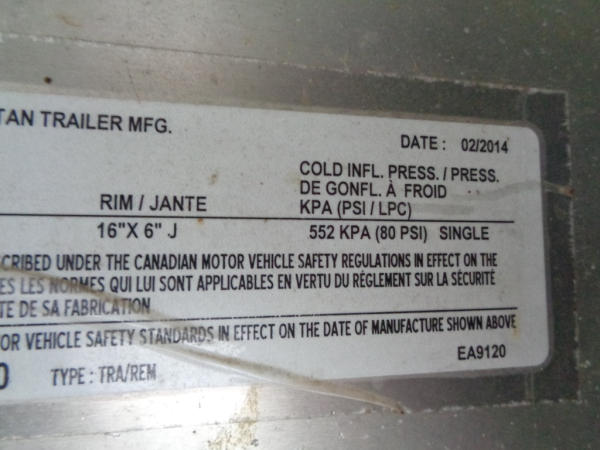 TAN TRAILER MFG.
DATE : 02/2014
COLD INFL. PRESS. / PRESS.
DE GONFL. À FROID
RIM / JANTE KPA (PSI / LPC)
16"X 6" J 552 KPA (80 PSI) SINGLE
SCRIBED UNDER THE CANADIAN MOTOR VEHICLE SAFETY REGULATIONS IN EFFECT ON THE
ES LES NORMES QUI LUI SONT APPLICABLES EN VERTU DU RÉGLEMENT SUR LA SÉCURITÉ
TE DE SA FABRICATION
OR VEHICLE SAFETY STANDARDS IN EFFECT ON THE DATE OF MANUFACTURE SHOWN ABOVE
EA9120
0 TYPE : TRA/REM